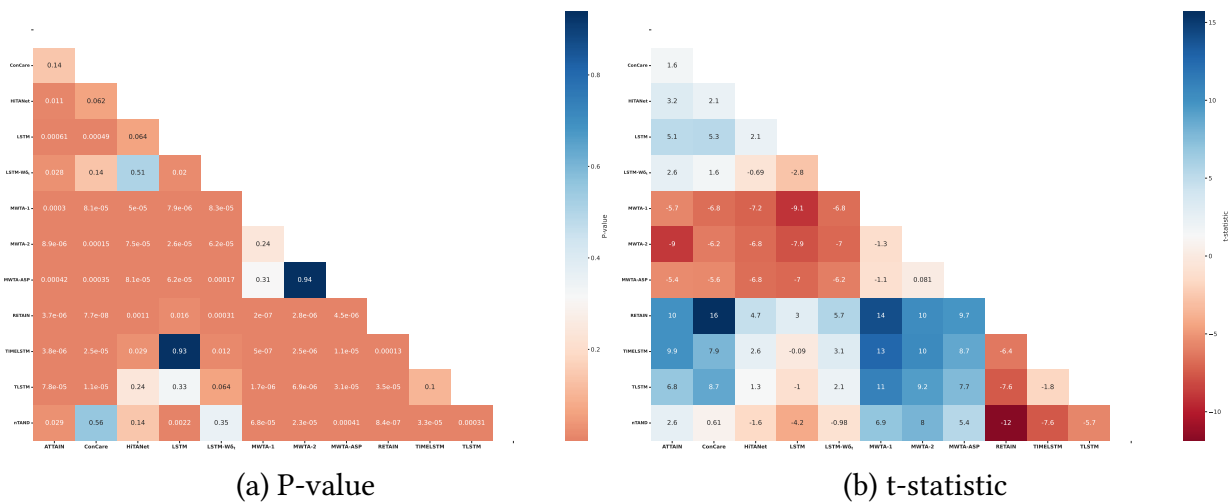 ConCare 0.14
HiTANet 0.011 0.062
LSTM 0.00061 0.00049 0.064
LSTM-Wδₜ 0.028 0.14 0.51 0.02
MWTA-1 0.0003 8.1e-05 5e-05 7.9e-06 8.3e-05
MWTA-2 8.9e-06 0.00015 7.5e-05 2.6e-05 6.2e-05 0.24
MWTA-ASP 0.00042 0.00035 8.1e-05 6.2e-05 0.00017 0.31 0.94
RETAIN 3.7e-06 7.7e-08 0.0011 0.016 0.00031 2e-07 2.8e-06 4.5e-06
TIMELSTM 3.8e-06 2.5e-05 0.029 0.93 0.012 5e-07 2.5e-06 1.1e-05 0.00013
TLSTM 7.8e-05 1.1e-05 0.24 0.33 0.064 1.7e-06 6.9e-06 3.1e-05 3.5e-05 0.1
nTAND 0.029 0.56 0.14 0.0022 0.35 6.8e-05 2.3e-05 0.00041 8.4e-07 3.3e-05 0.00031
ATTAIN ConCare HiTANet LSTM LSTM-Wδₜ MWTA-1 MWTA-2 MWTA-ASP RETAIN TIMELSTM TLSTM
0.8
0.6
0.4
0.2
P-value
(a) P-value
ConCare 1.6
HiTANet 3.2 2.1
LSTM 5.1 5.3 2.1
LSTM-Wδₜ 2.6 1.6 -0.69 -2.8
MWTA-1 -5.7 -6.8 -7.2 -9.1 -6.8
MWTA-2 -9 -6.2 -6.8 -7.9 -7 -1.3
MWTA-ASP -5.4 -5.6 -6.8 -7 -6.2 -1.1 0.081
RETAIN 10 16 4.7 3 5.7 14 10 9.7
TIMELSTM 9.9 7.9 2.6 -0.09 3.1 13 10 8.7 -6.4
TLSTM 6.8 8.7 1.3 -1 2.1 11 9.2 7.7 -7.6 -1.8
nTAND 2.6 0.61 -1.6 -4.2 -0.98 6.9 8 5.4 -12 -7.6 -5.7
ATTAIN ConCare HiTANet LSTM LSTM-Wδₜ MWTA-1 MWTA-2 MWTA-ASP RETAIN TIMELSTM TLSTM
15
10
5
0
-5
-10
t-statistic
(b) t-statistic